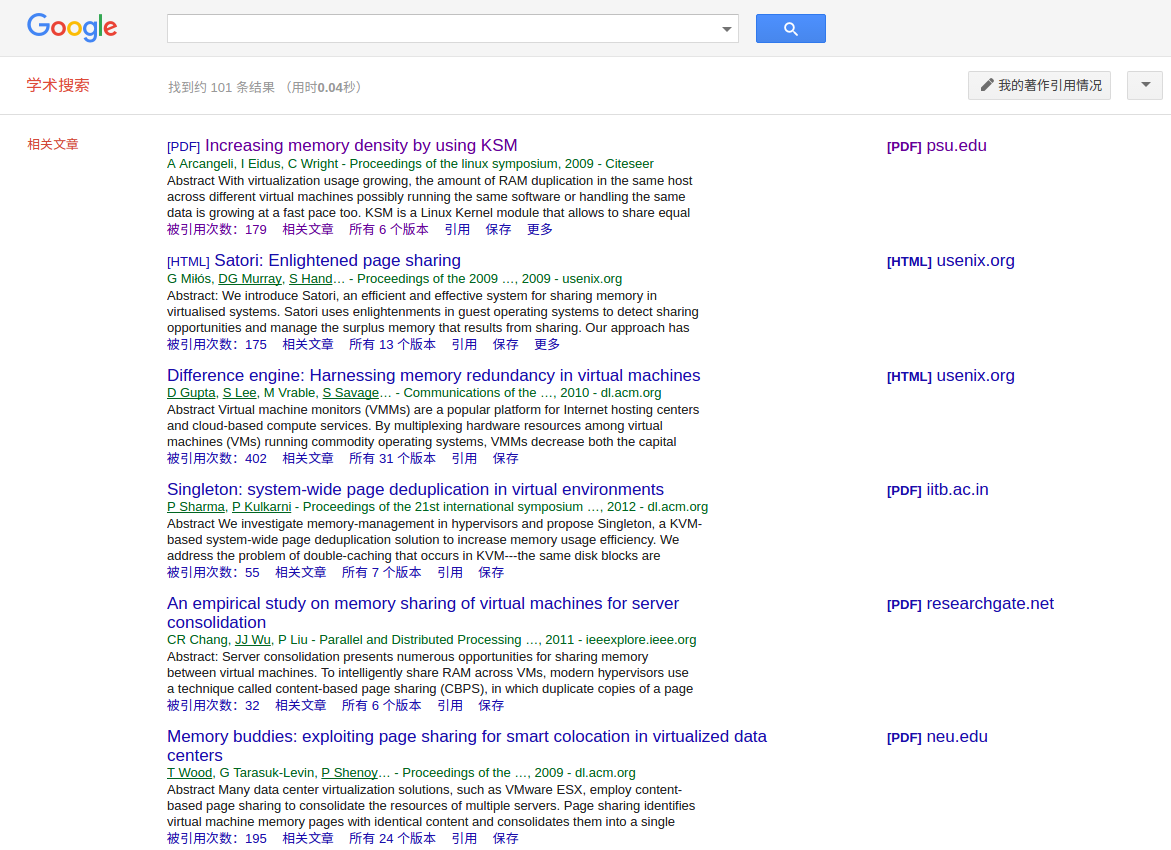 Google
学术搜索
找到约 101 条结果 （用时0.04秒）
我的著作引用情况
相关文章
[PDF] Increasing memory density by using KSM
[PDF] psu.edu
A Arcangeli, I Eidus, C Wright - Proceedings of the linux symposium, 2009 - Citeseer
Abstract With virtualization usage growing, the amount of RAM duplication in the same host
across different virtual machines possibly running the same software or handling the same
data is growing at a fast pace too. KSM is a Linux Kernel module that allows to share equal
被引用次数：179 相关文章 所有 6 个版本 引用 保存 更多
[HTML] Satori: Enlightened page sharing
[HTML] usenix.org
G Miłós, DG Murray, S Hand… - Proceedings of the 2009 …, 2009 - usenix.org
Abstract: We introduce Satori, an efficient and effective system for sharing memory in
virtualised systems. Satori uses enlightenments in guest operating systems to detect sharing
opportunities and manage the surplus memory that results from sharing. Our approach has
被引用次数：175 相关文章 所有 13 个版本 引用 保存 更多
Difference engine: Harnessing memory redundancy in virtual machines
[HTML] usenix.org
D Gupta, S Lee, M Vrable, S Savage… - Communications of the …, 2010 - dl.acm.org
Abstract Virtual machine monitors (VMMs) are a popular platform for Internet hosting centers
and cloud-based compute services. By multiplexing hardware resources among virtual
machines (VMs) running commodity operating systems, VMMs decrease both the capital
被引用次数：402 相关文章 所有 31 个版本 引用 保存
Singleton: system-wide page deduplication in virtual environments
[PDF] iitb.ac.in
P Sharma, P Kulkarni - Proceedings of the 21st international symposium …, 2012 - dl.acm.org
Abstract We investigate memory-management in hypervisors and propose Singleton, a KVM-
based system-wide page deduplication solution to increase memory usage efficiency. We
address the problem of double-caching that occurs in KVM---the same disk blocks are
被引用次数：55 相关文章 所有 7 个版本 引用 保存
An empirical study on memory sharing of virtual machines for server
consolidation
[PDF] researchgate.net
CR Chang, JJ Wu, P Liu - Parallel and Distributed Processing …, 2011 - ieeexplore.ieee.org
Abstract: Server consolidation presents numerous opportunities for sharing memory
between virtual machines. To intelligently share RAM across VMs, modern hypervisors use
a technique called content-based page sharing (CBPS), in which duplicate copies of a page
被引用次数：32 相关文章 所有 6 个版本 引用 保存
Memory buddies: exploiting page sharing for smart colocation in virtualized data
centers
[PDF] neu.edu
T Wood, G Tarasuk-Levin, P Shenoy… - Proceedings of the …, 2009 - dl.acm.org
Abstract Many data center virtualization solutions, such as VMware ESX, employ content-
based page sharing to consolidate the resources of multiple servers. Page sharing identifies
virtual machine memory pages with identical content and consolidates them into a single
被引用次数：195 相关文章 所有 24 个版本 引用 保存